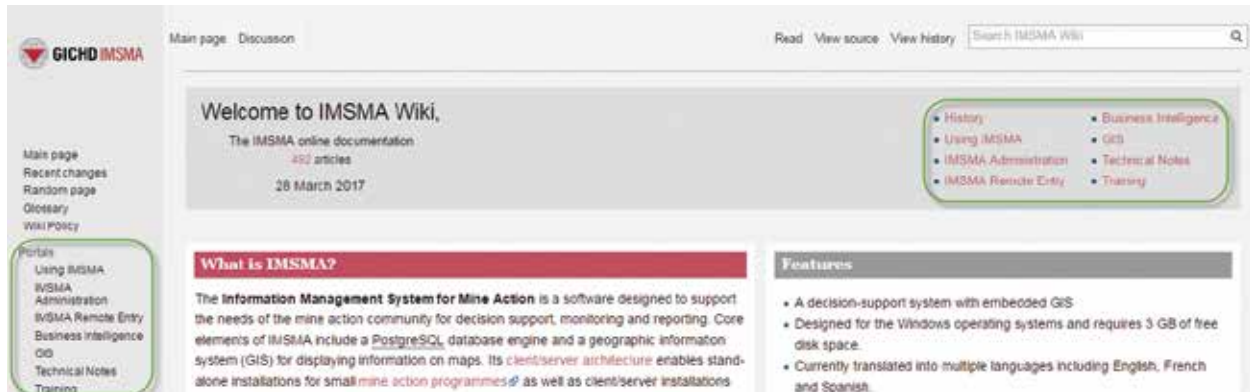 GICHD IMSMA
Main page Discussion
Read View source View history
Search IMSMA Wiki
Welcome to IMSMA Wiki,
The IMSMA online documentation
492 articles
28 March 2017
History
Using IMSMA
IMSMA Administration
IMSMA Remote Entry
Business Intelligence
GIS
Technical Notes
Training
Main page
Recent changes
Random page
Glossary
Wiki Policy
Portals
Using IMSMA
IMSMA
Administration
IMSMA Remote Entry
Business Intelligence
GIS
Technical Notes
Training
What is IMSMA?
The Information Management System for Mine Action is a software designed to support
the needs of the mine action community for decision support, monitoring and reporting. Core
elements of IMSMA include a PostgreSQL database engine and a geographic information
system (GIS) for displaying information on maps. Its client/server architecture enables stand-
alone installations for small mine action programmes as well as client/server installations
Features
A decision-support system with embedded GIS
Designed for the Windows operating systems and requires 3 GB of free
disk space.
Currently translated into multiple languages including English, French
and Spanish.